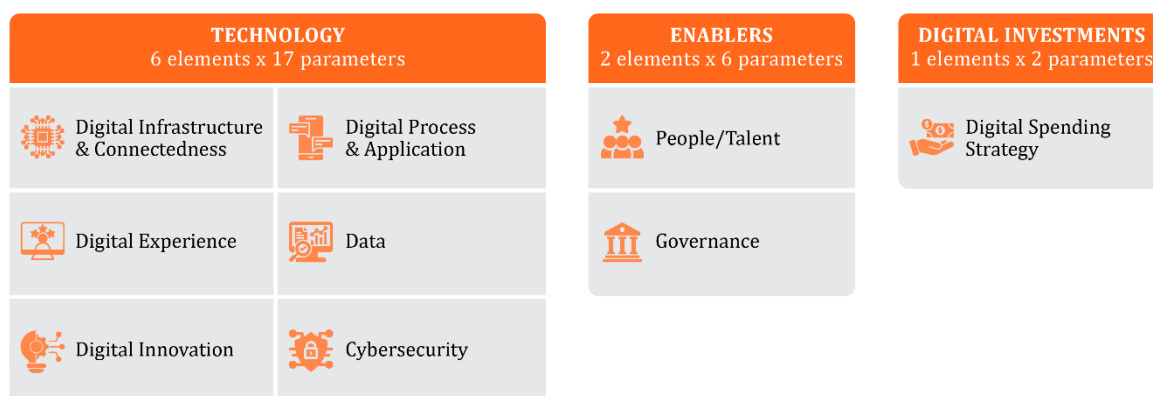 TECHNOLOGY
6 elements x 17 parameters
Digital Infrastructure
& Connectedness
Digital Process
& Application
Digital Experience
Data
Digital Innovation
Cybersecurity
ENABLERS
2 elements x 6 parameters
People/Talent
Governance
DIGITAL INVESTMENTS
1 elements x 2 parameters
Digital Spending
Strategy